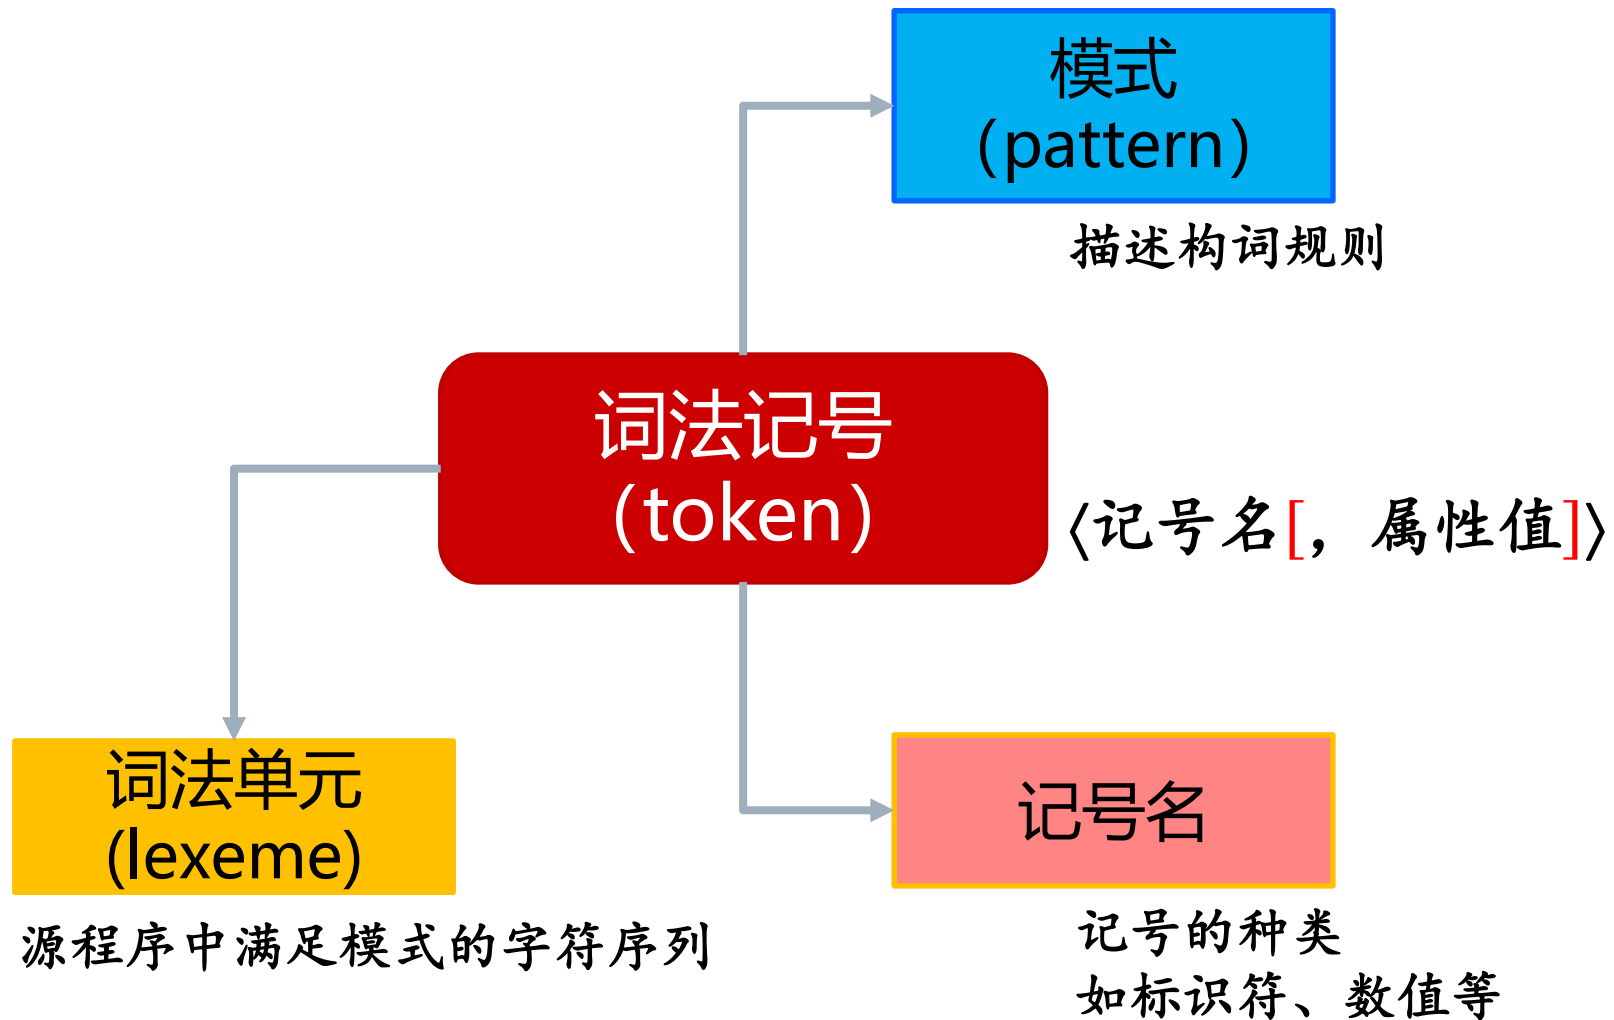 模式
(pattern)
描述构词规则
词法记号
(token)
〈记号名[，属性值]〉
词法单元
(lexeme)
源程序中满足模式的字符序列
记号名
记号的种类
如标识符、数值等